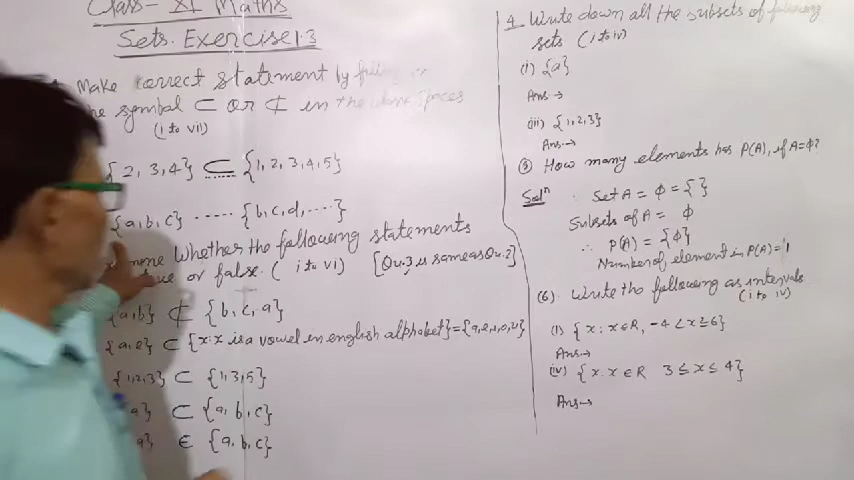 Class- XI Maths
Sets. Exercise 1.3
Make correct statement by
the symbol ⊂ or ⊄ in the spaces
(i to vii)
{2, 3, 4} ⊂ {1, 2, 3, 4, 5}
{a, b, c} ..... {b, c, d, ....}
whether the following statements
true or false. (i to vi) [Qu.3 is same as Qu.2]
{a, b} ⊄ {b, c, a}
{a, e} ⊂ {x: x is a vowel in english alphabet} = {a, e, i, o, u}
{1, 2, 3} ⊂ {1, 3, 5}
a} ⊂ {a, b, c}
a} ∈ {a, b, c}
4. Write down all the subsets of following
sets (i to iv)
(i) {a}
Ans →
(iii) {1, 2, 3}
Ans →
(5) How many elements has P(A), if A = ϕ?
Solⁿ Set A = ϕ = { }
Subsets of A = ϕ
∴ P(A) = {ϕ}
Number of element in P(A) = 1
(6) Write the following as intervals
(i to iv)
(i) {x : x ∈ R, -4 < x ≥ 6}
Ans →
(iv) {x : x ∈ R 3 ≤ x ≤ 4}
Ans →